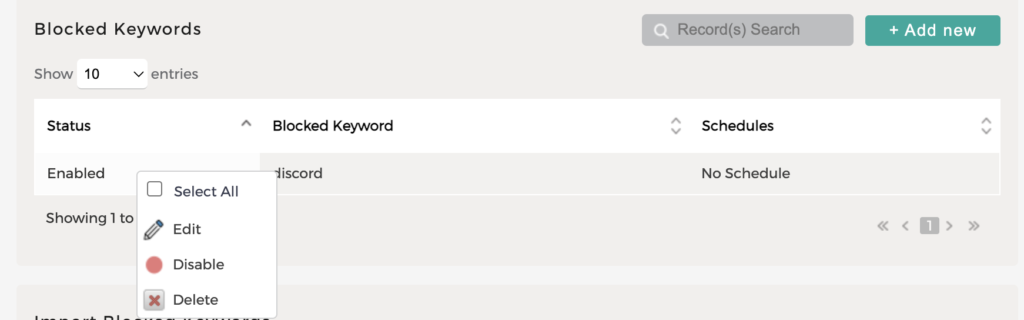 Blocked Keywords
Record(s) Search
+ Add new
Show 10 entries
Status Blocked Keyword Schedules
Enabled discord No Schedule
Select All
Showing 1 to
1
Edit
Disable
Delete